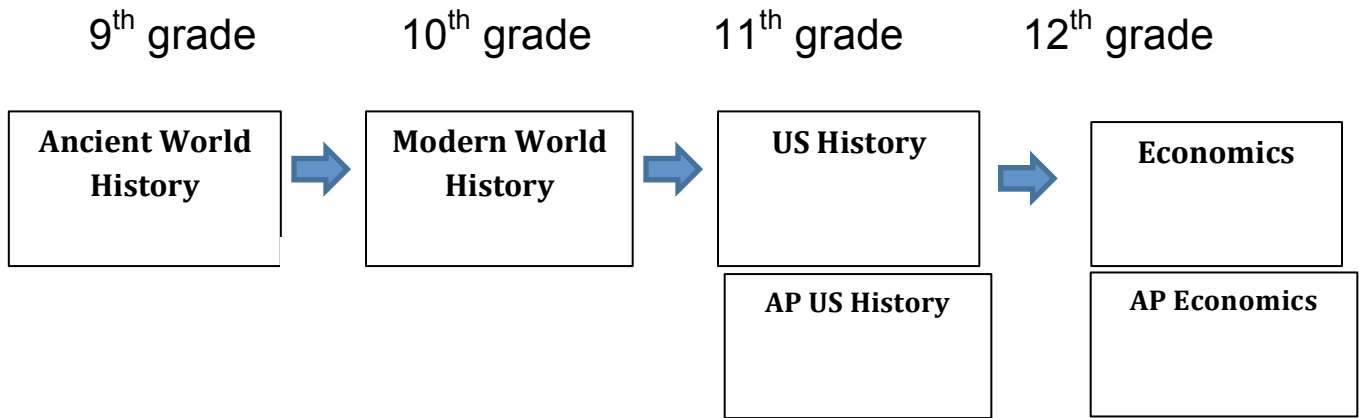 9th grade 10th grade 11th grade 12th grade
Ancient World
History
Modern World
History
US History
Economics
AP US History
AP Economics